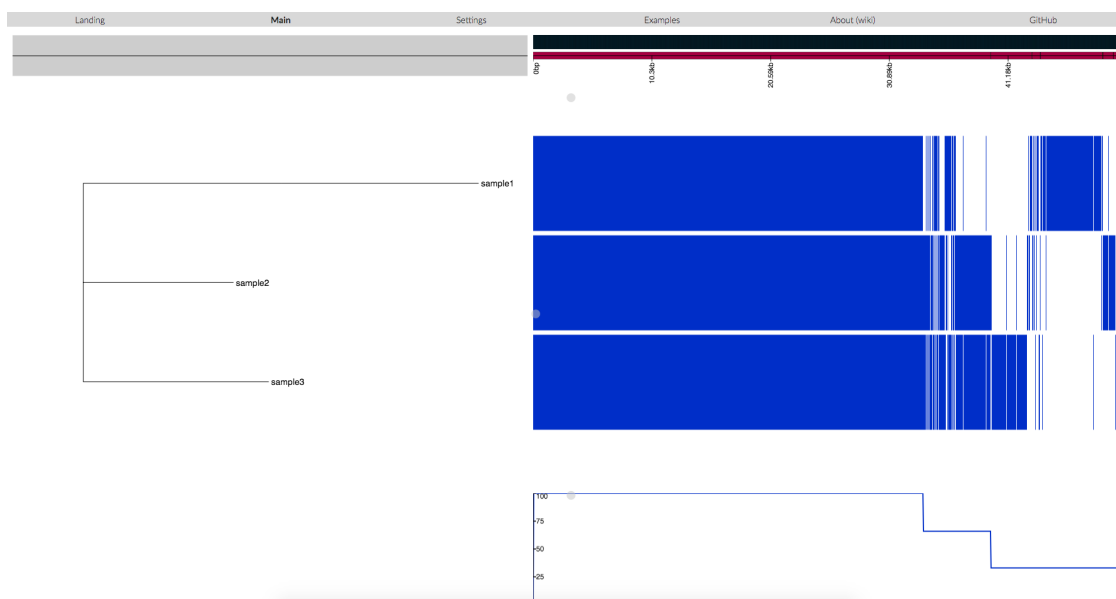 Landing Main Settings Examples About (wiki) GitHub
0bp 10.3kb 20.59kb 30.89kb 41.18kb
sample1
sample2
sample3
100
75
50
25